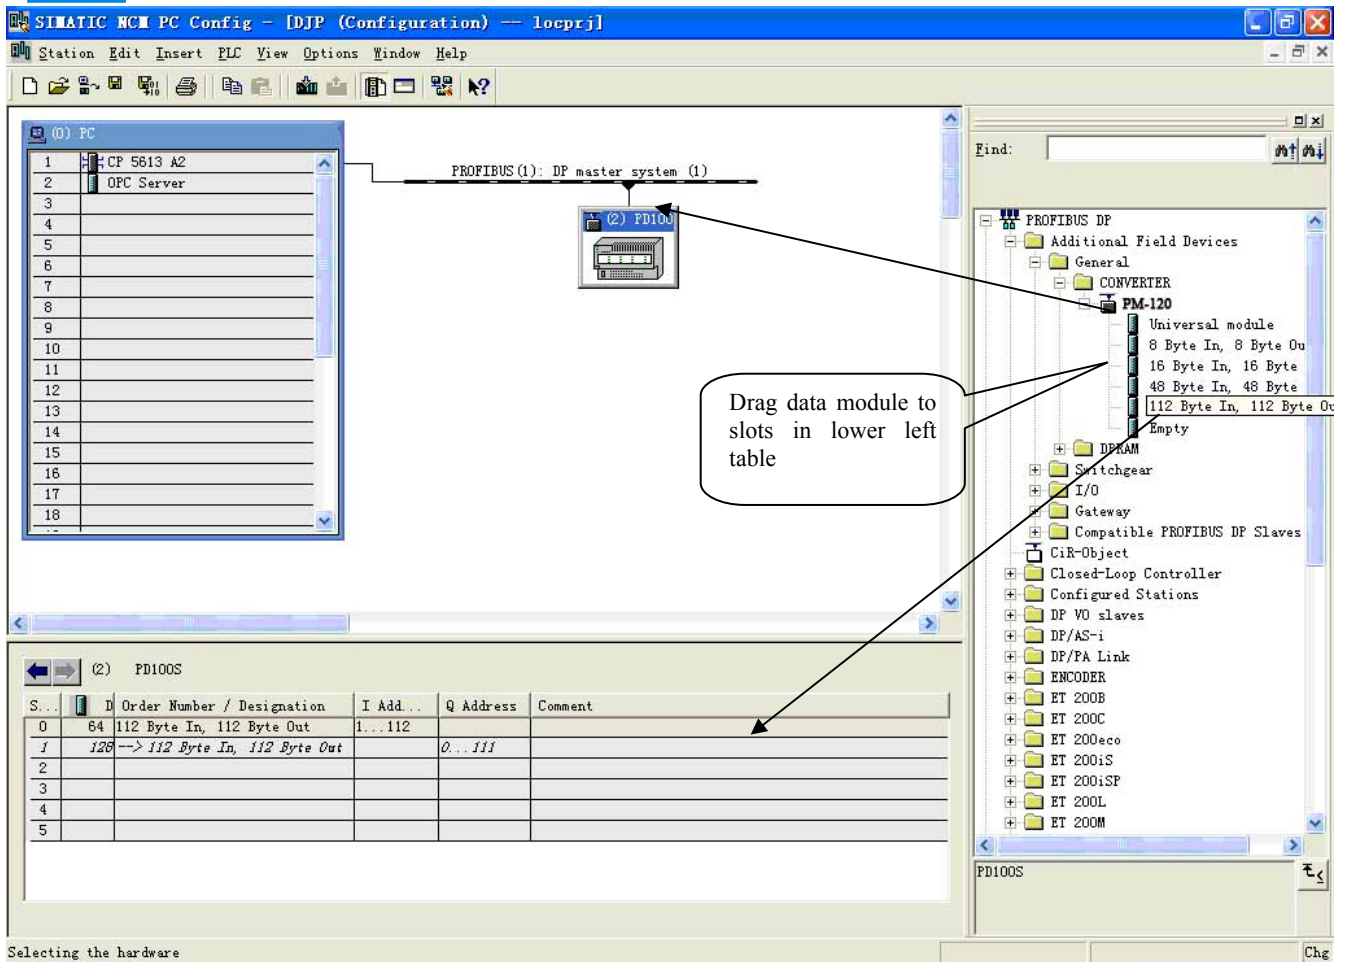 SIMATIC NCM PC Config - [DJP (Configuration) -- locprj]
Station Edit Insert PLC View Options Window Help
(0) PC
1 CP 5613 A2
2 OPC Server
3
4
5
6
7
8
9
10
11
12
13
14
15
16
17
18
PROFIBUS(1): DP master system (1)
(2) PD100
Drag data module to
slots in lower left
table
Find:
PROFIBUS DP
Additional Field Devices
General
CONVERTER
PM-120
Universal module
8 Byte In, 8 Byte Ou
16 Byte In, 16 Byte
48 Byte In, 48 Byte
112 Byte In, 112 Byte Ou
Empty
DPRAM
Switchgear
I/O
Gateway
Compatible PROFIBUS DP Slaves
CiR-Object
Closed-Loop Controller
Configured Stations
DP V0 slaves
DP/AS-i
DP/PA Link
ENCODER
ET 200B
ET 200C
ET 200eco
ET 200iS
ET 200iSP
ET 200L
ET 200M
PD100S
(2) PD100S
S... D Order Number / Designation I Add... Q Address Comment
0 64 112 Byte In, 112 Byte Out 1...112
1 128 --> 112 Byte In, 112 Byte Out 0...111
2
3
4
5
Selecting the hardware
Chg